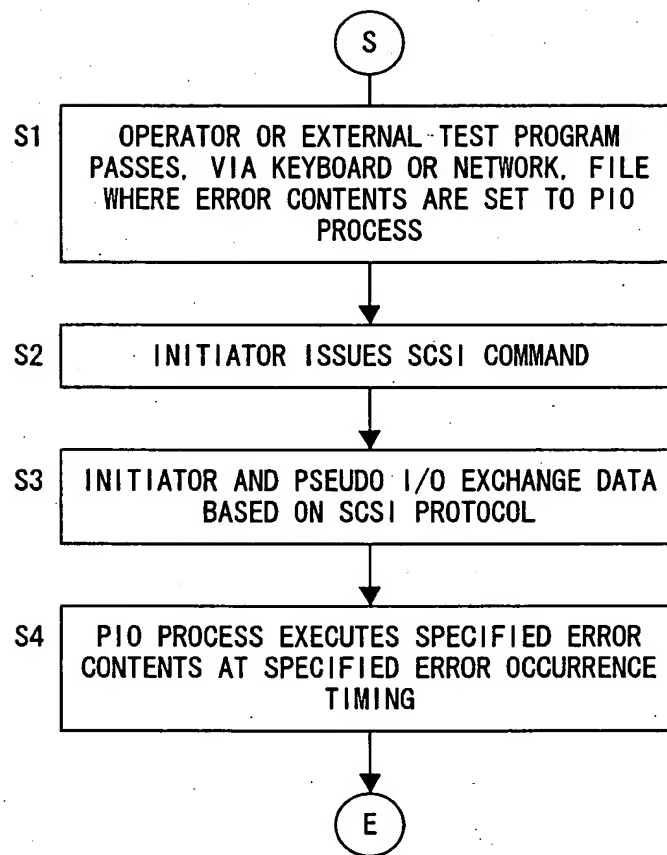 S
S1
OPERATOR OR EXTERNAL TEST PROGRAM
PASSES, VIA KEYBOARD OR NETWORK, FILE
WHERE ERROR CONTENTS ARE SET TO PIO
PROCESS
S2
INITIATOR ISSUES SCSI COMMAND
S3
INITIATOR AND PSEUDO I/O EXCHANGE DATA
BASED ON SCSI PROTOCOL
S4
PIO PROCESS EXECUTES SPECIFIED ERROR
CONTENTS AT SPECIFIED ERROR OCCURRENCE
TIMING
E